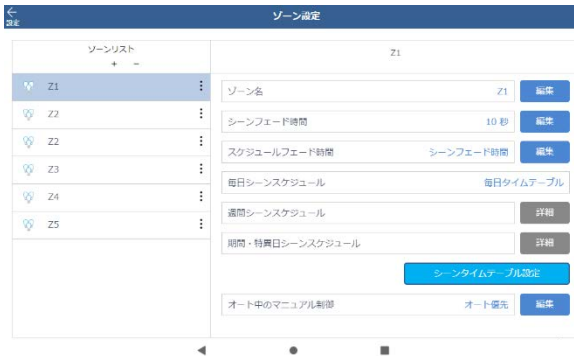 設定
ゾーン設定
ゾーンリスト
+ -
Z1
Z2
Z2
Z3
Z4
Z5
Z1
ゾーン名 Z1 編集
シーンフェード時間 10 秒 編集
スケジュールフェード時間 シーンフェード時間 編集
毎日シーンスケジュール 毎日タイムテーブル
週間シーンスケジュール 詳細
期間・特異日シーンスケジュール 詳細
シーンタイムテーブル設定
オート中のマニュアル制御 オート優先 編集